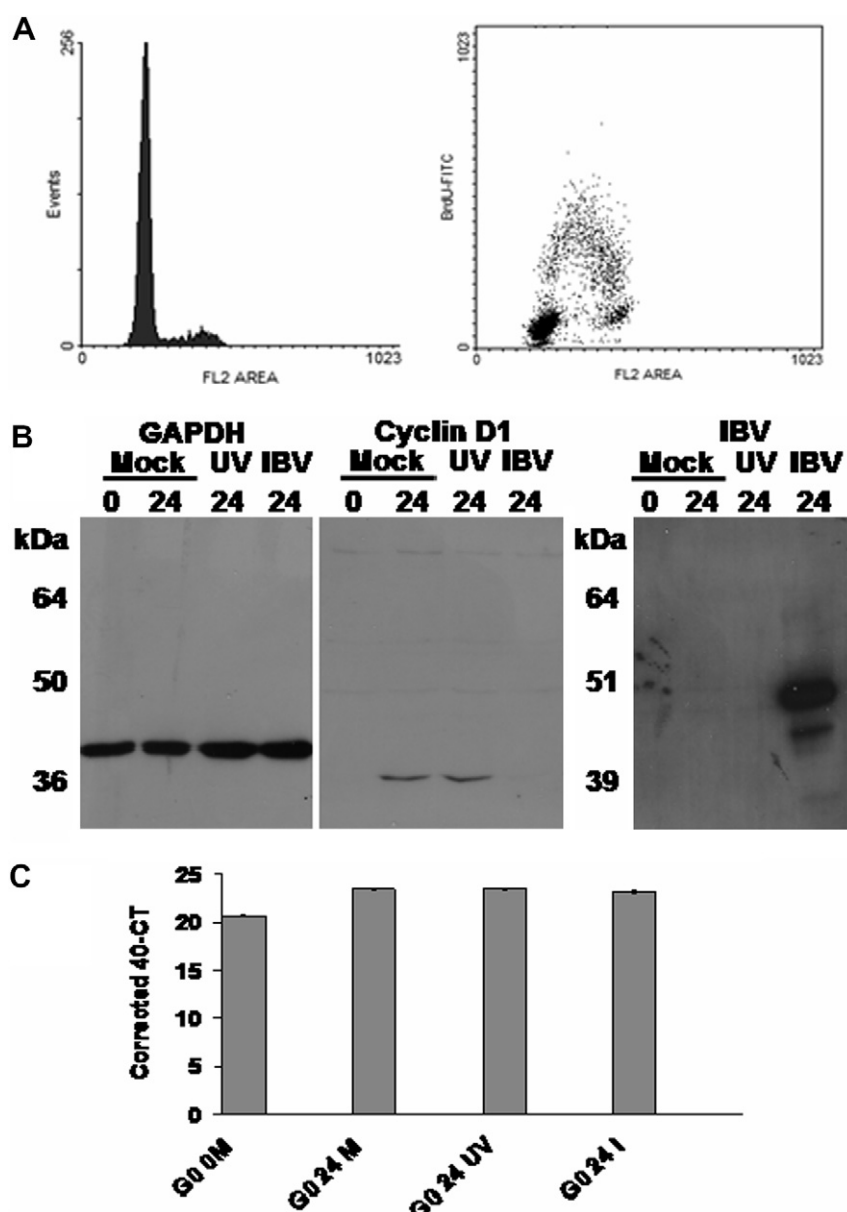 A
256
Events
0
0
1023
FL2 AREA
1023
BrdU-FITC
0
0
1023
FL2 AREA
B
GAPDH
Mock UV IBV
0 24 24 24
kDa
64
50
36
Cyclin D1
Mock UV IBV
0 24 24 24
IBV
Mock UV IBV
0 24 24 24
kDa
64
51
39
C
Corrected 40-CT
25
20
15
10
5
0
G0 0M
G0 24 M
G0 24 UV
G0 24 I